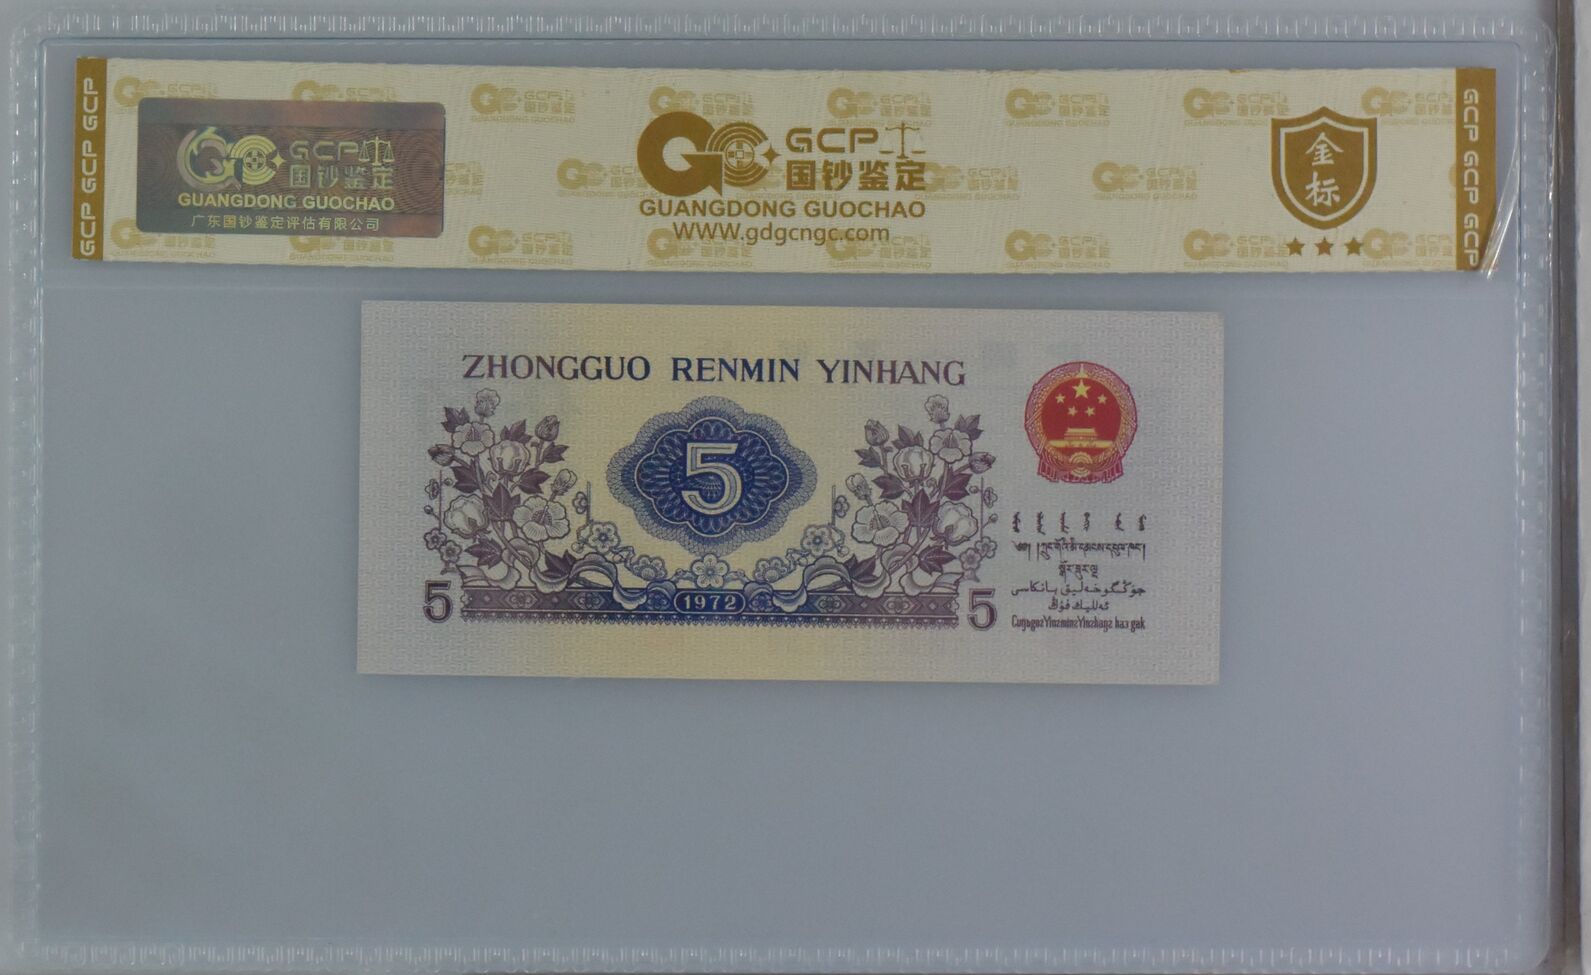 GCP GCP GCP
GCP
国钞鉴定
GUANGDONG GUOCHAO
广东国钞鉴定评估有限公司
GCP
国钞鉴定
GUANGDONG GUOCHAO
WWW.gdgcngc.com
金标
GCP GCP GCP
ZHONGGUO RENMIN YINHANG
5
5
1972
5
جۇڭگوخەلىق بانكاسى